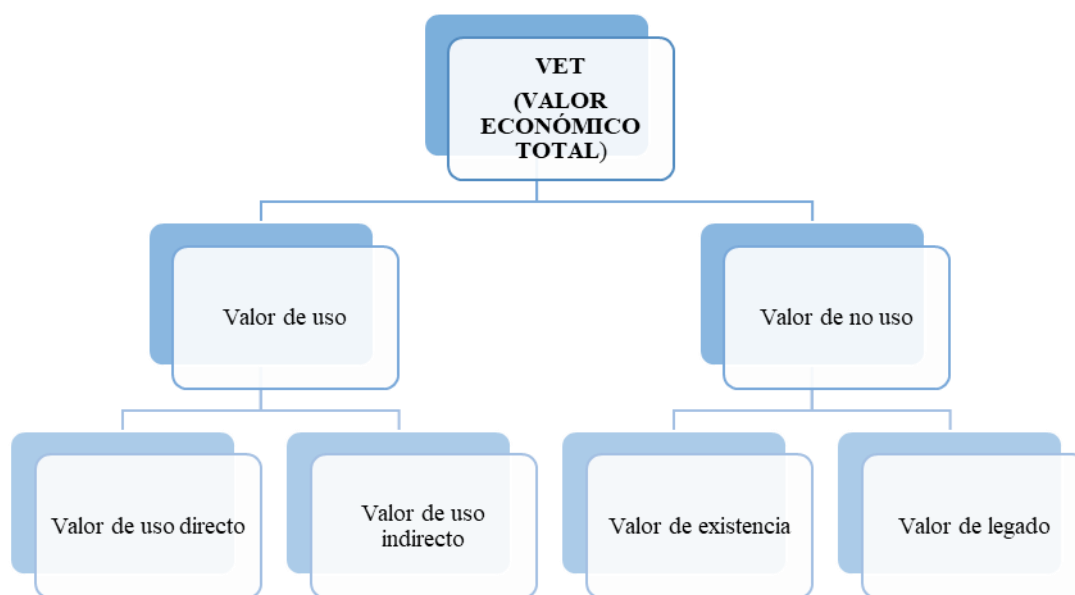 VET
(VALOR
ECONÓMICO
TOTAL)
Valor de uso
Valor de no uso
Valor de uso directo
Valor de uso
indirecto
Valor de existencia
Valor de legado